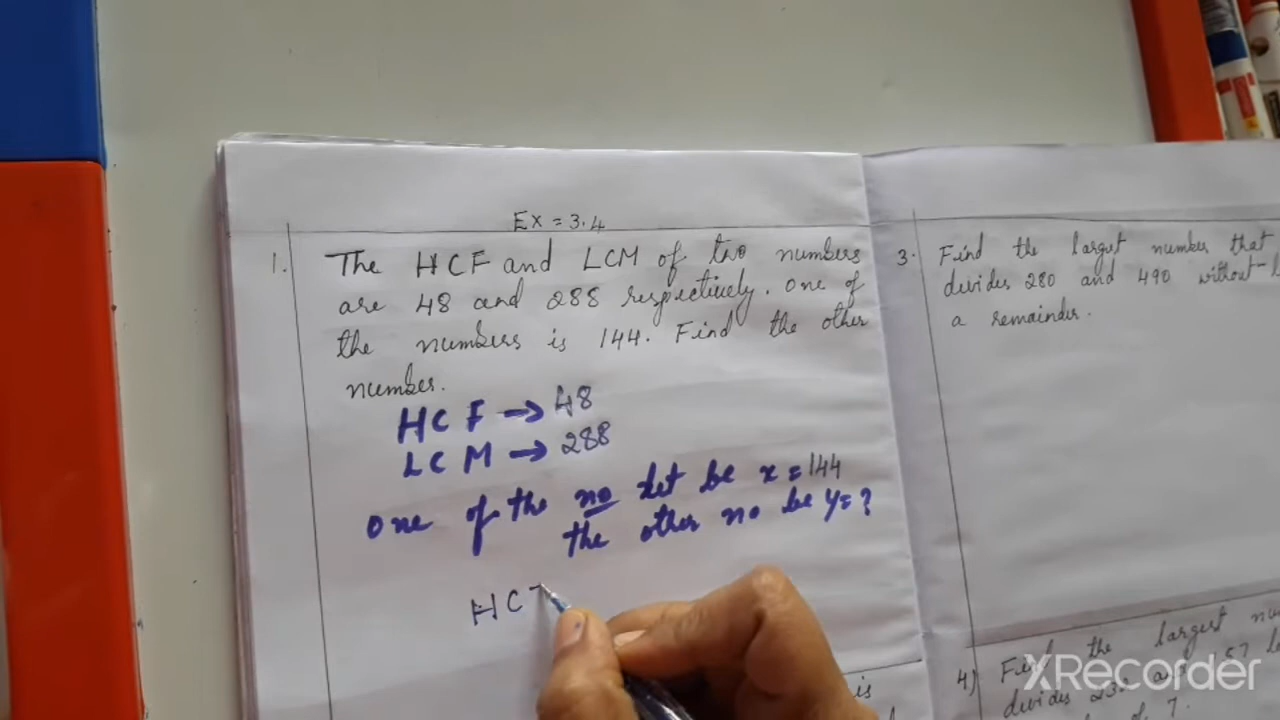 Ex = 3.4
1. The HCF and LCM of two numbers
are 48 and 288 respectively. One of
the numbers is 144. Find the other
number.
HCF → 48
LCM → 288
One of the no let be x = 144
the other no be y = ?
HC
3. Find the largest number that
divides 280 and 490 without
a remainder.
4) Find the largest
divides
of 7.
is
XRecorder